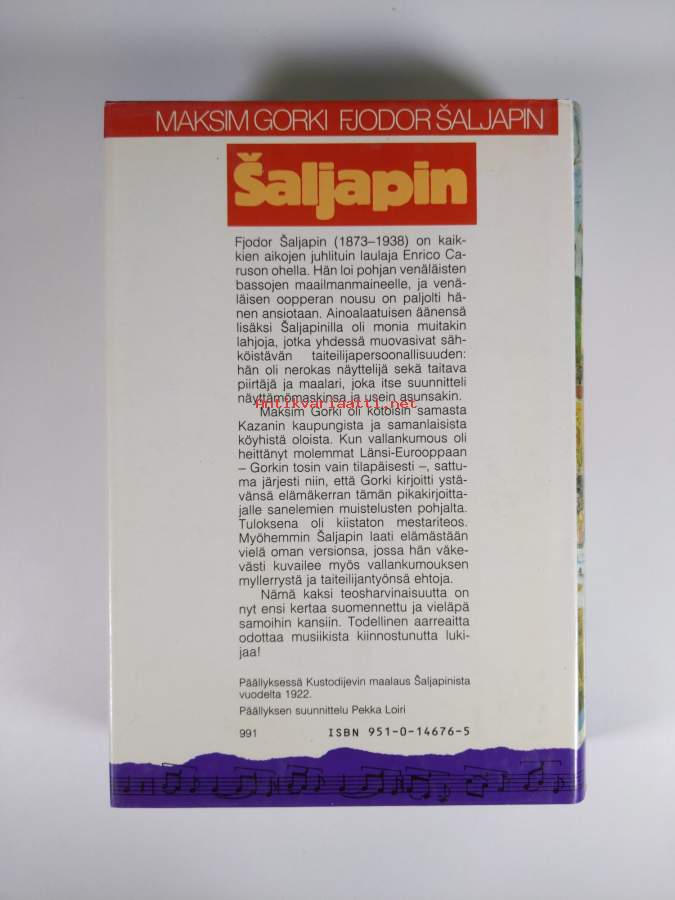 MAKSIM GORKI FJODOR ŠALJAPIN
Šaljapin
Fjodor Šaljapin (1873–1938) on kaik-
kien aikojen juhlituin laulaja Enrico Ca-
ruson ohella. Hän loi pohjan venäläisten
bassojen maailmanmaineelle, ja venä-
läisen oopperan nousu on paljolti hä-
nen ansiotaan. Ainoalaatuisen äänensä
lisäksi Šaljapinilla oli monia muitakin
lahjoja, jotka yhdessä muovasivat säh-
köistävän taiteilijapersoonallisuuden:
hän oli nerokas näyttelijä sekä taitava
piirtäjä ja maalari, joka itse suunnitteli
näyttämömaskinsa ja usein asunsakin.
Antikvariaatti.net
Maksim Gorki oli kotoisin samasta
Kazanin kaupungista ja samanlaisista
köyhistä oloista. Kun vallankumous oli
heittänyt molemmat Länsi-Eurooppaan
– Gorkin tosin vain tilapäisesti –, sattu-
ma järjesti niin, että Gorki kirjoitti ystä-
vänsä elämäkerran tämän pikakirjoitta-
jalle sanelemien muistelusten pohjalta.
Tuloksena oli kiistaton mestariteos.
Myöhemmin Šaljapin laati elämästään
vielä oman versionsa, jossa hän väke-
västi kuvailee myös vallankumouksen
myllerrystä ja taiteilijantyönsä ehtoja.
Nämä kaksi teosharvinaisuutta on
nyt ensi kertaa suomennettu ja vieläpä
samoihin kansiin. Todellinen aarreaitta
odottaa musiikista kiinnostunutta luki-
jaa!
Päällyksessä Kustodijevin maalaus Šaljapinista
vuodelta 1922.
Päällyksen suunnittelu Pekka Loiri
991 ISBN 951-0-14676-5